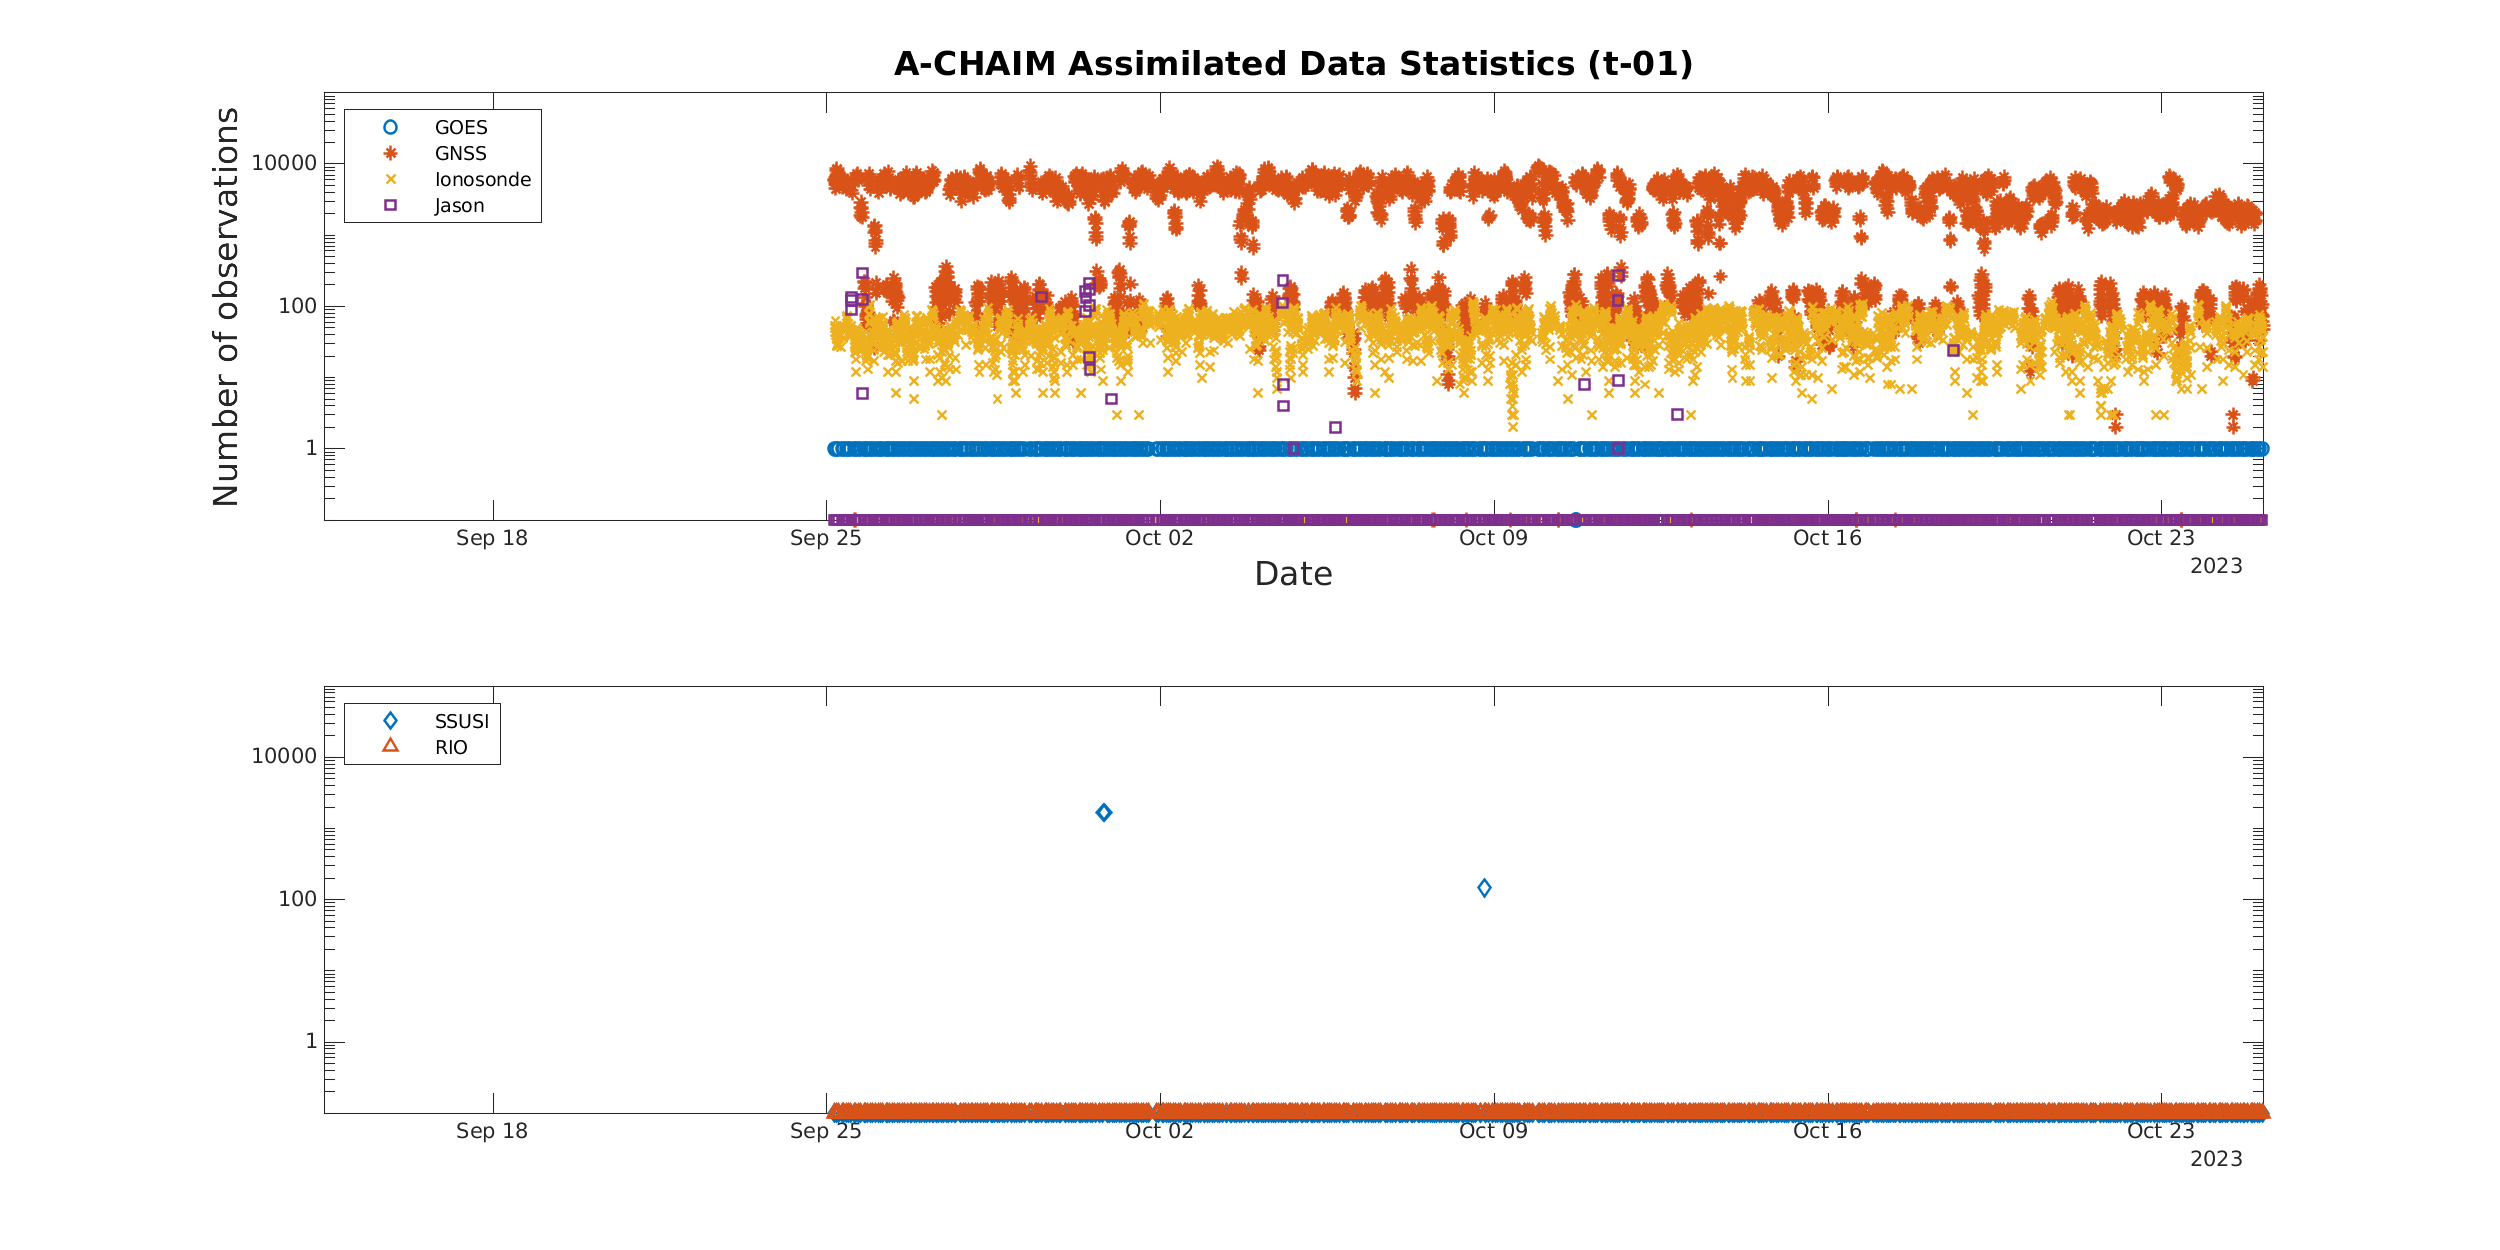 A-CHAIM Assimilated Data Statistics (t-01)
Number of observations
GOES
GNSS
Ionosonde
Jason
10000
100
1
Sep 18
Sep 25
Oct 02
Oct 09
Oct 16
Oct 23
2023
Date
SSUSI
RIO
10000
100
1
Sep 18
Sep 25
Oct 02
Oct 09
Oct 16
Oct 23
2023